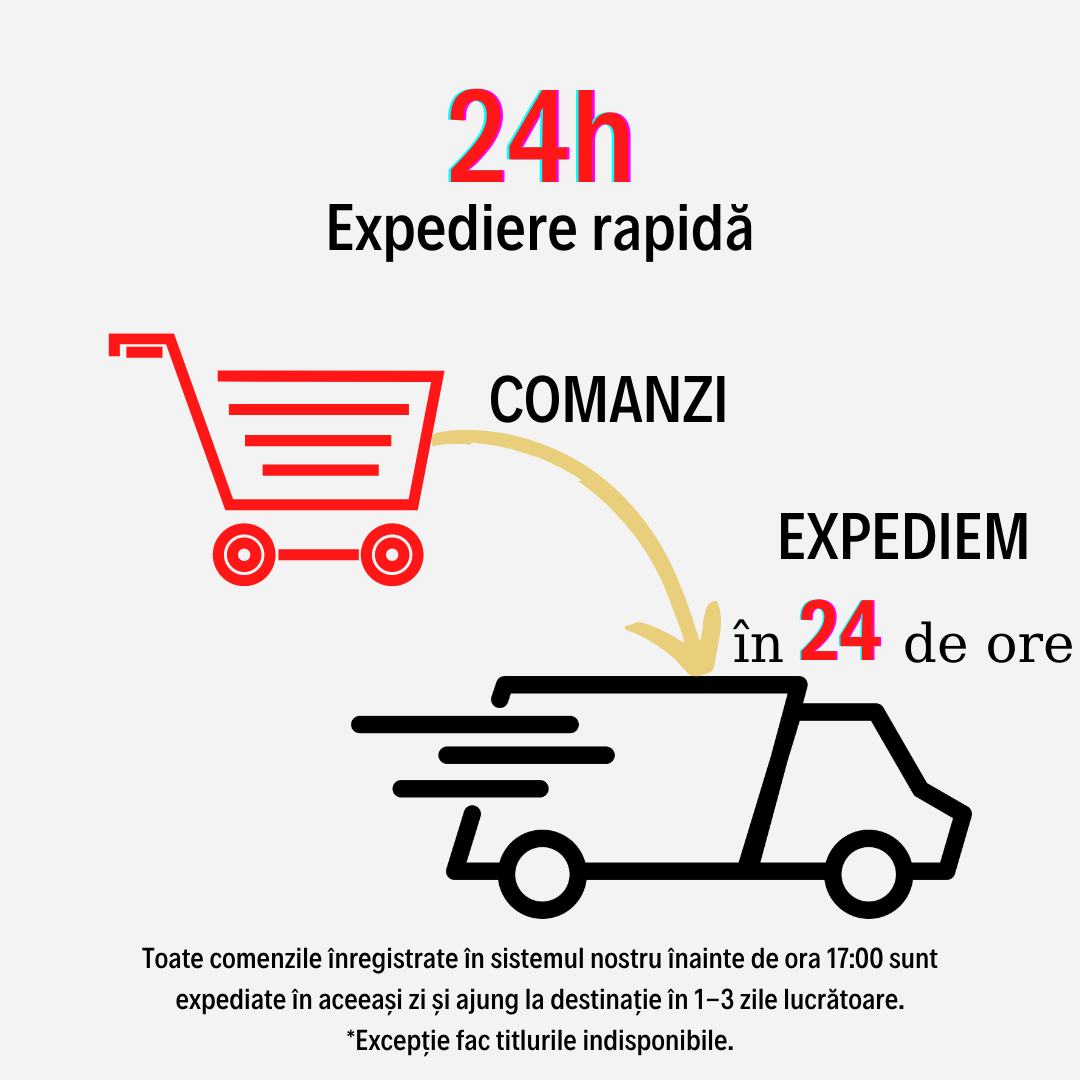 24h
Expediere rapidă
COMANZI
EXPEDIEM
în 24 de ore
Toate comenzile înregistrate în sistemul nostru înainte de ora 17:00 sunt
expediate în aceeași zi și ajung la destinație în 1–3 zile lucrătoare.
*Excepție fac titlurile indisponibile.